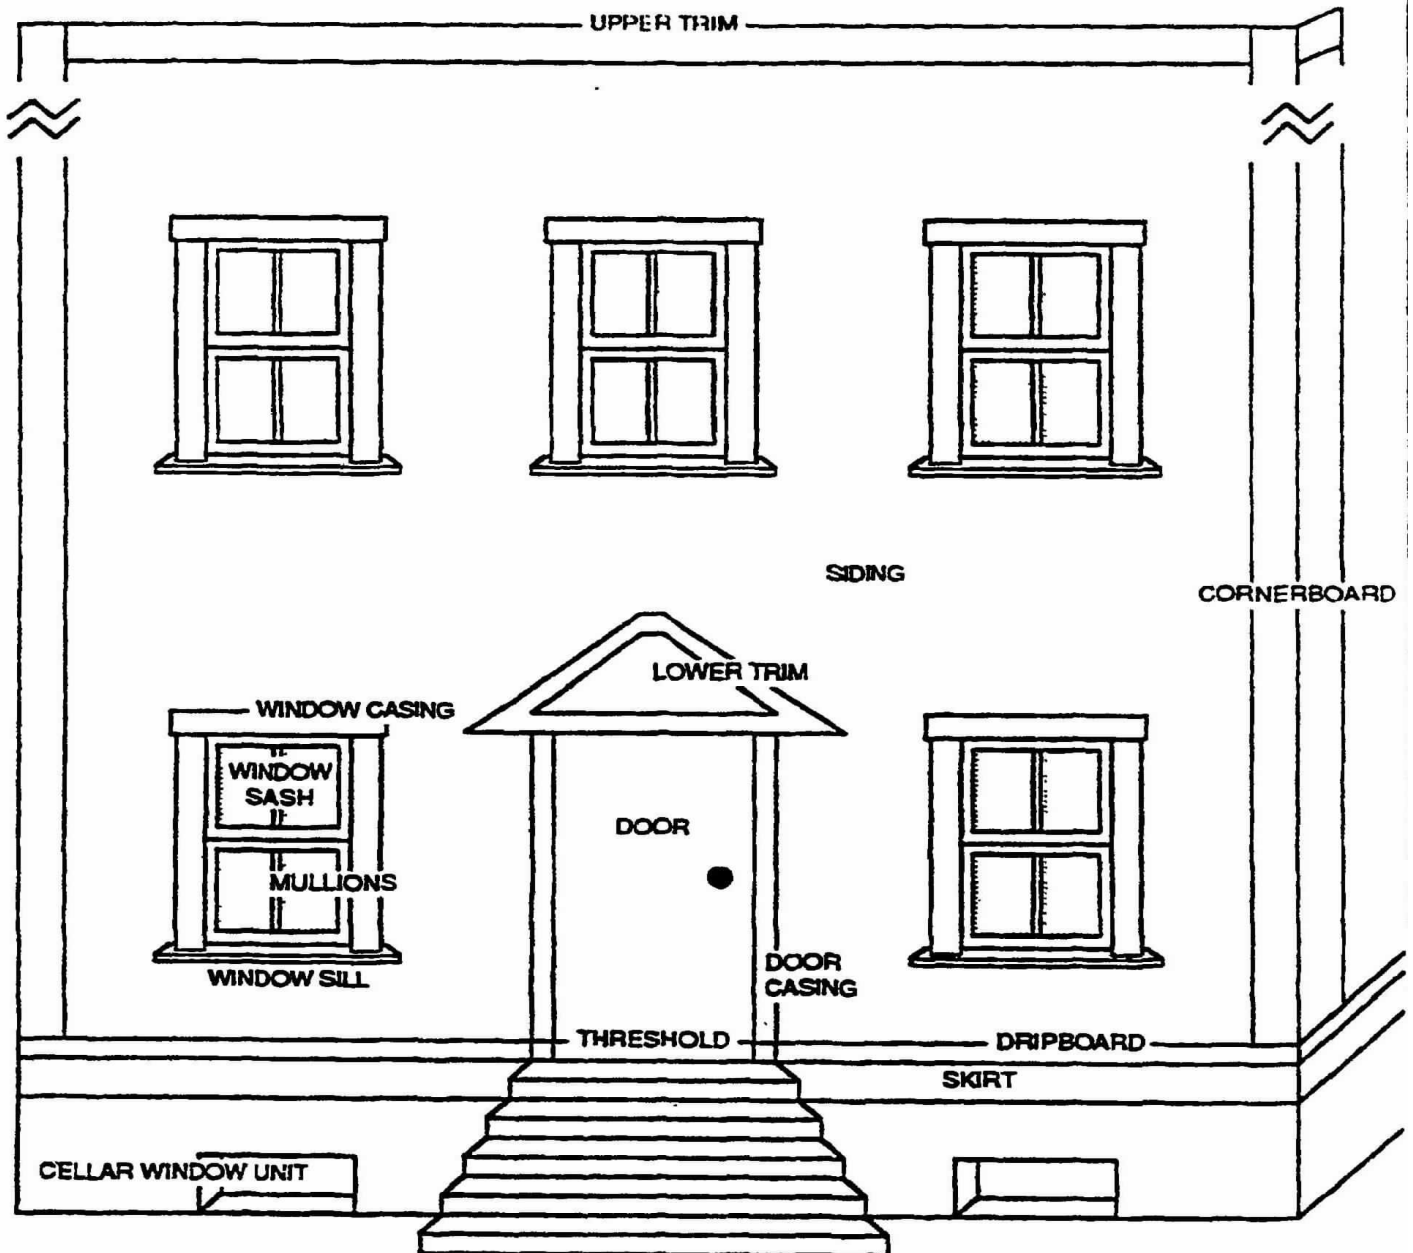 UPPER TRIM
SIDING
CORNERBOARD
LOWER TRIM
WINDOW CASING
WINDOW
SASH
DOOR
MULLIONS
WINDOW SILL
DOOR
CASING
THRESHOLD
DRIPBOARD
SKIRT
CELLAR WINDOW UNIT